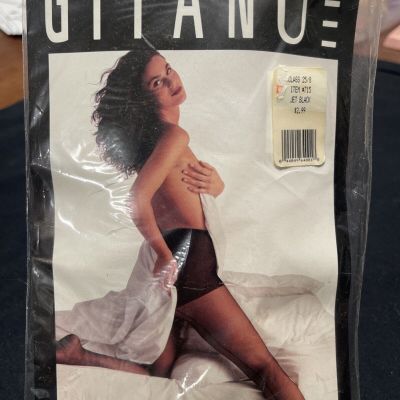 GITANO
CLASS 25/8
ITEM #715
JET BLACK
$2.99